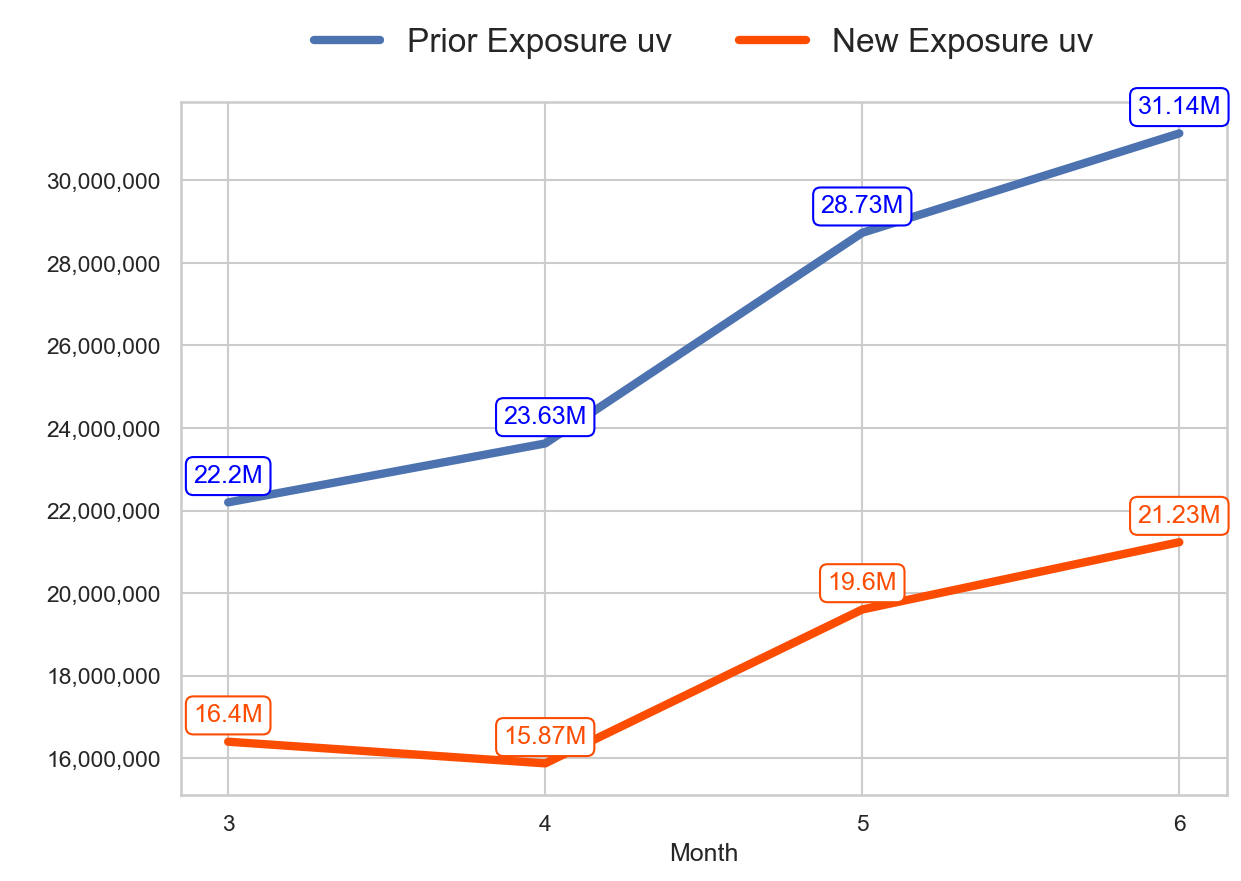 Prior Exposure uv New Exposure uv
31.14M
30,000,000
28.73M
28,000,000
26,000,000
23.63M
24,000,000
22.2M
22,000,000
21.23M
19.6M
20,000,000
18,000,000
16.4M
15.87M
16,000,000
3 4 5 6
Month